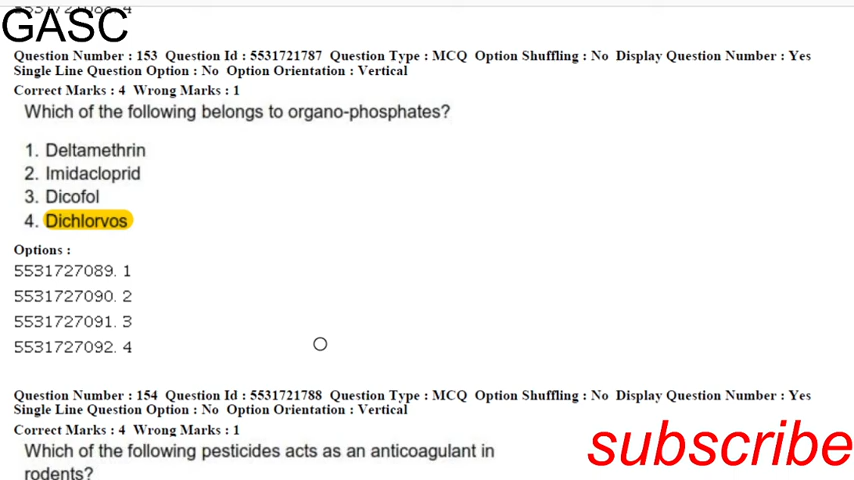 GASC
Question Number : 153 Question Id : 5531721787 Question Type : MCQ Option Shuffling : No Display Question Number : Yes
Single Line Question Option : No Option Orientation : Vertical
Correct Marks : 4 Wrong Marks : 1
Which of the following belongs to organo-phosphates?
1. Deltamethrin
2. Imidacloprid
3. Dicofol
4. Dichlorvos
Options :
5531727089. 1
5531727090. 2
5531727091. 3
5531727092. 4
Question Number : 154 Question Id : 5531721788 Question Type : MCQ Option Shuffling : No Display Question Number : Yes
Single Line Question Option : No Option Orientation : Vertical
Correct Marks : 4 Wrong Marks : 1
Which of the following pesticides acts as an anticoagulant in
rodents?
subscribe